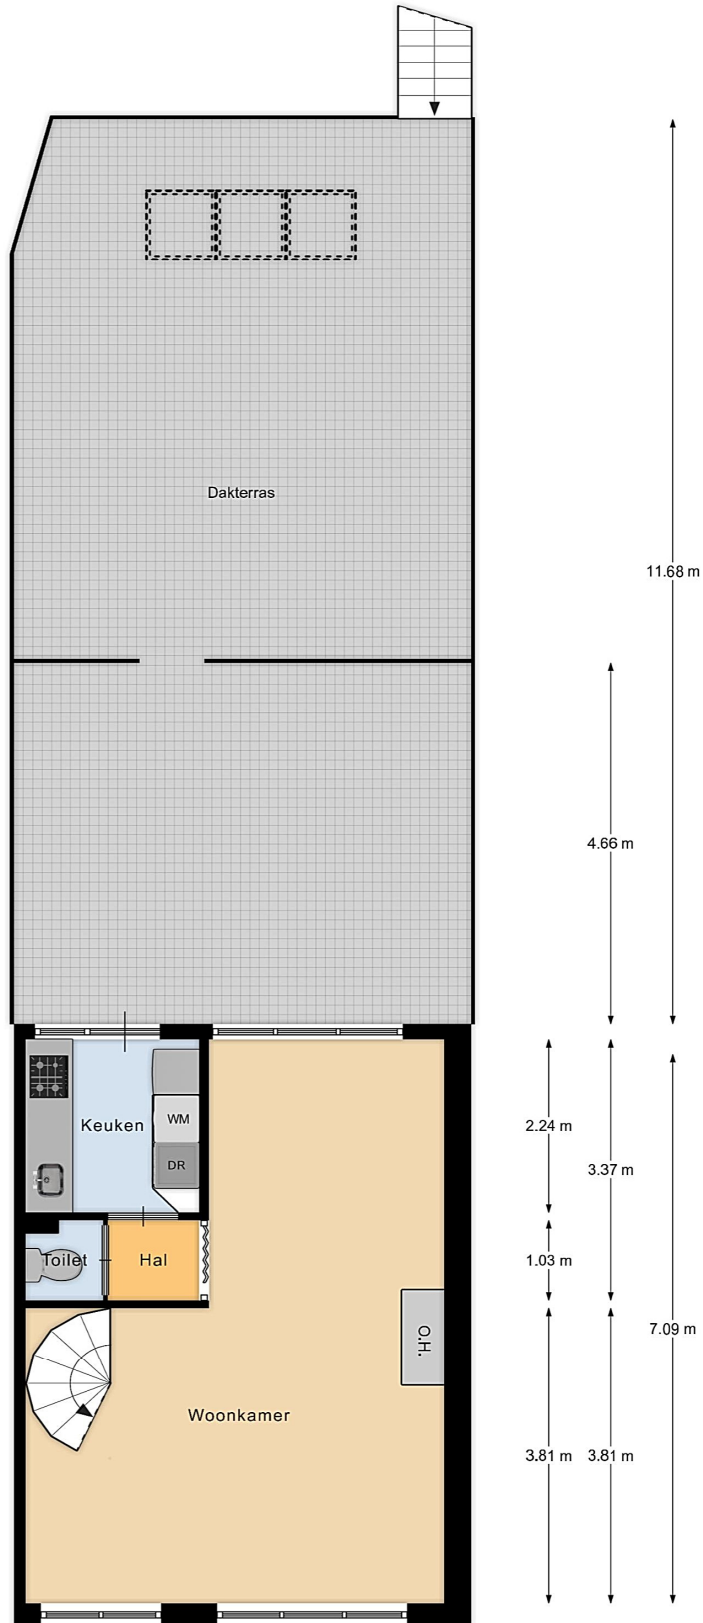 Dakterras
11.68 m
4.66 m
Keuken
WM
DR
2.24 m
3.37 m
Toilet
Hal
1.03 m
O.H.
7.09 m
Woonkamer
3.81 m
3.81 m